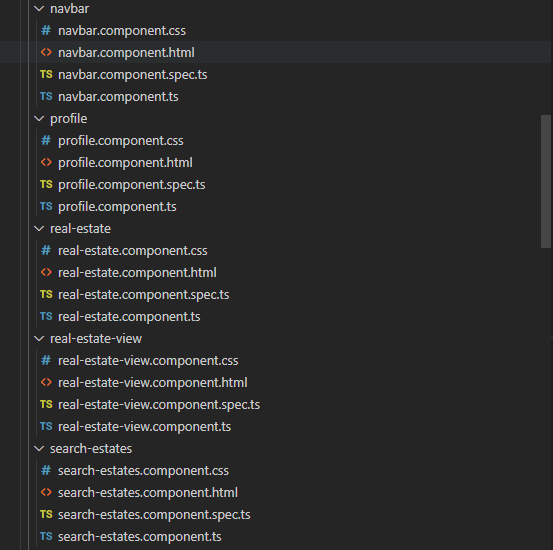 navbar
# navbar.component.css
<> navbar.component.html
TS navbar.component.spec.ts
TS navbar.component.ts
profile
# profile.component.css
<> profile.component.html
TS profile.component.spec.ts
TS profile.component.ts
real-estate
# real-estate.component.css
<> real-estate.component.html
TS real-estate.component.spec.ts
TS real-estate.component.ts
real-estate-view
# real-estate-view.component.css
<> real-estate-view.component.html
TS real-estate-view.component.spec.ts
TS real-estate-view.component.ts
search-estates
# search-estates.component.css
<> search-estates.component.html
TS search-estates.component.spec.ts
TS search-estates.component.ts